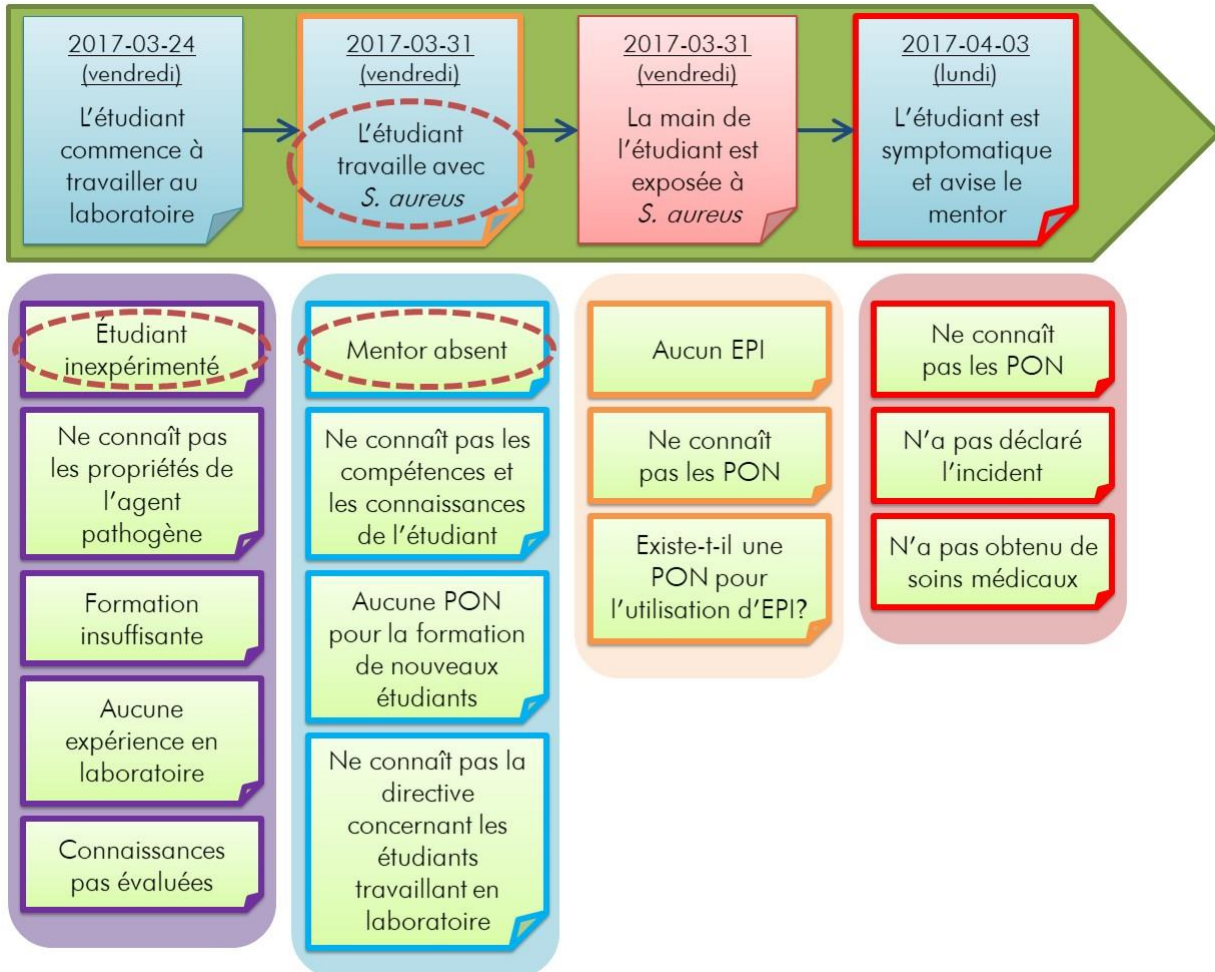 2017-03-24
(vendredi)
L'étudiant
commence à
travailler au
laboratoire
2017-03-31
(vendredi)
L'étudiant
travaille avec
S. aureus
2017-03-31
(vendredi)
La main de
l'étudiant est
exposée à
S. aureus
2017-04-03
(lundi)
L'étudiant est
symptomatique
et avise le
mentor
Étudiant
inexpérimenté
Ne connaît pas
les propriétés de
l'agent
pathogène
Formation
insuffisante
Aucune
expérience en
laboratoire
Connaissances
pas évaluées
Mentor absent
Ne connaît pas les
compétences et
les connaissances
de l'étudiant
Aucune PON
pour la formation
de nouveaux
étudiants
Ne connaît pas la
directive
concernant les
étudiants
travaillant en
laboratoire
Aucun EPI
Ne connaît
pas les PON
Existe-t-il une
PON pour
l'utilisation d'EPI?
Ne connaît
pas les PON
N'a pas déclaré
l'incident
N'a pas obtenu de
soins médicaux